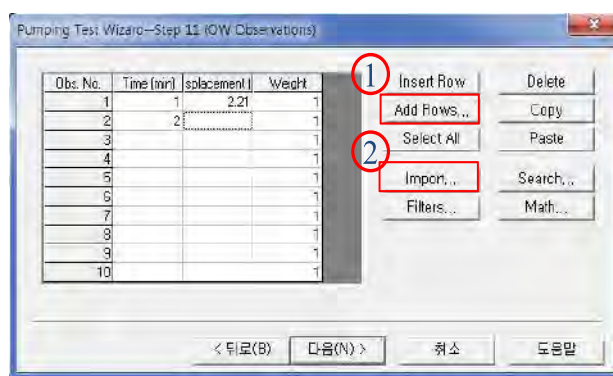 Pumping Test Wizard--Step 11 (OW Observations)
Obs. No. Time (min) splacement ( Weight
1 1 2.21 1
2 2 1
3 1
4 1
5 1
6 1
7 1
8 1
9 1
10 1
1
Insert Row Delete
Add Rows... Copy
2
Select All Paste
Import... Search...
Filters... Math...
< 뒤로(B) 다음(N) > 취소 도움말